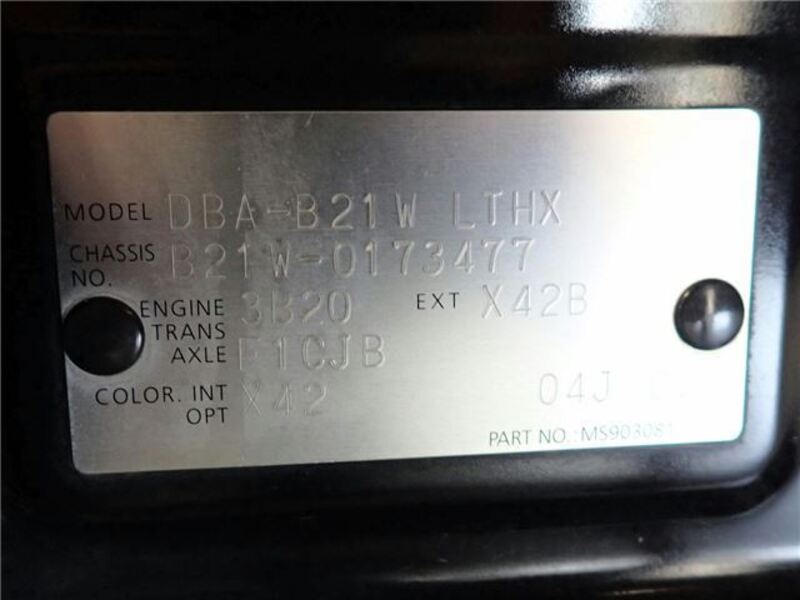 MODEL DBA-B21W LTHX
CHASSIS NO. B21W-0173477
ENGINE 3B20 EXT X42B
TRANS AXLE F1CJB
COLOR. INT X42
OPT 04J
PART NO.: MS903081